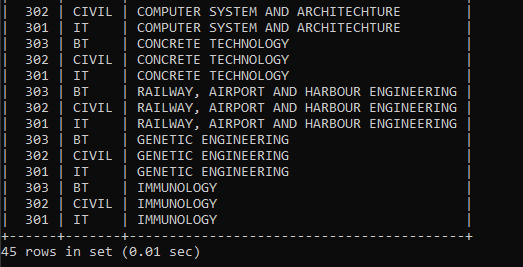 |  302 | CIVIL | COMPUTER SYSTEM AND ARCHITECHTURE        |
|  301 | IT    | COMPUTER SYSTEM AND ARCHITECHTURE        |
|  303 | BT    | CONCRETE TECHNOLOGY                      |
|  302 | CIVIL | CONCRETE TECHNOLOGY                      |
|  301 | IT    | CONCRETE TECHNOLOGY                      |
|  303 | BT    | RAILWAY, AIRPORT AND HARBOUR ENGINEERING |
|  302 | CIVIL | RAILWAY, AIRPORT AND HARBOUR ENGINEERING |
|  301 | IT    | RAILWAY, AIRPORT AND HARBOUR ENGINEERING |
|  303 | BT    | GENETIC ENGINEERING                      |
|  302 | CIVIL | GENETIC ENGINEERING                      |
|  301 | IT    | GENETIC ENGINEERING                      |
|  303 | BT    | IMMUNOLOGY                               |
|  302 | CIVIL | IMMUNOLOGY                               |
|  301 | IT    | IMMUNOLOGY                               |
+------+-------+------------------------------------------+
45 rows in set (0.01 sec)